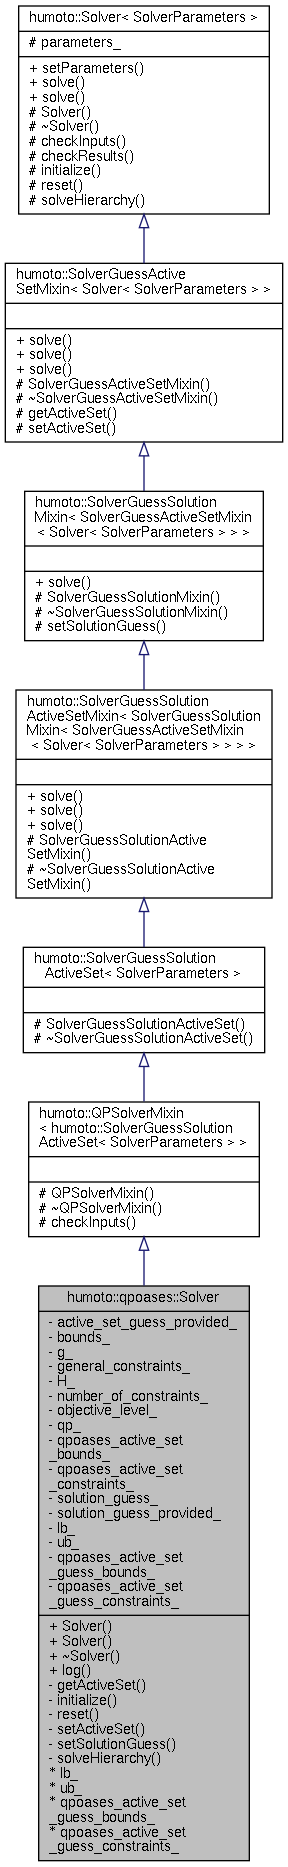 humoto::Solver< SolverParameters >
# parameters_
+ setParameters()
+ solve()
+ solve()
# Solver()
# ~Solver()
# checkInputs()
# checkResults()
# initialize()
# reset()
# solveHierarchy()
humoto::SolverGuessActive
SetMixin< Solver< SolverParameters > >
+ solve()
+ solve()
+ solve()
# SolverGuessActiveSetMixin()
# ~SolverGuessActiveSetMixin()
# getActiveSet()
# setActiveSet()
humoto::SolverGuessSolution
Mixin< SolverGuessActiveSetMixin
< Solver< SolverParameters > > >
+ solve()
# SolverGuessSolutionMixin()
# ~SolverGuessSolutionMixin()
# setSolutionGuess()
humoto::SolverGuessSolution
ActiveSetMixin< SolverGuessSolution
Mixin< SolverGuessActiveSetMixin
< Solver< SolverParameters > > > >
+ solve()
+ solve()
+ solve()
# SolverGuessSolutionActive
SetMixin()
# ~SolverGuessSolutionActive
SetMixin()
humoto::SolverGuessSolution
ActiveSet< SolverParameters >
# SolverGuessSolutionActiveSet()
# ~SolverGuessSolutionActiveSet()
humoto::QPSolverMixin
< humoto::SolverGuessSolution
ActiveSet< SolverParameters > >
# QPSolverMixin()
# ~QPSolverMixin()
# checkInputs()
humoto::qpoases::Solver
- active_set_guess_provided_
- bounds_
- g_
- general_constraints_
- H_
- number_of_constraints_
- objective_level_
- qp_
- qpoases_active_set
_bounds_
- qpoases_active_set
_constraints_
- solution_guess_
- solution_guess_provided_
- lb_
- ub_
- qpoases_active_set
_guess_bounds_
- qpoases_active_set
_guess_constraints_
+ Solver()
+ Solver()
+ ~Solver()
+ log()
- getActiveSet()
- initialize()
- reset()
- setActiveSet()
- setSolutionGuess()
- solveHierarchy()
* lb_
* ub_
* qpoases_active_set
_guess_bounds_
* qpoases_active_set
_guess_constraints_